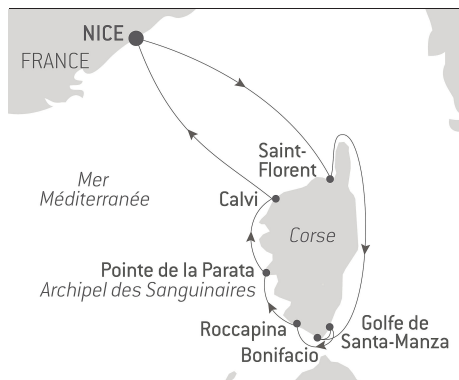 NICE
FRANCE
Saint-
Florent
Mer
Méditerranée
Calvi
Corse
Pointe de la Parata
Archipel des Sanguinaires
Roccapina
Golfe de
Santa-Manza
Bonifacio